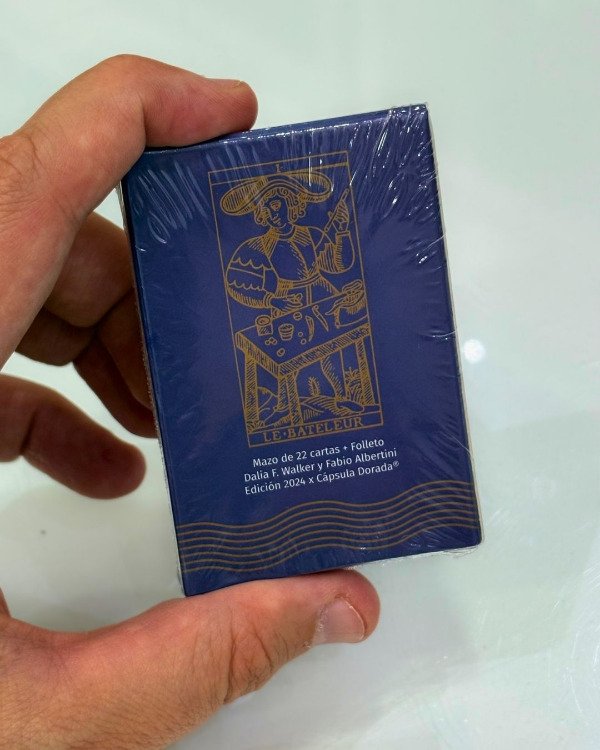 LE·BATELEUR
Mazo de 22 cartas + Folleto
Dalia F. Walker y Fabio Albertini
Edición 2024 x Cápsula Dorada®